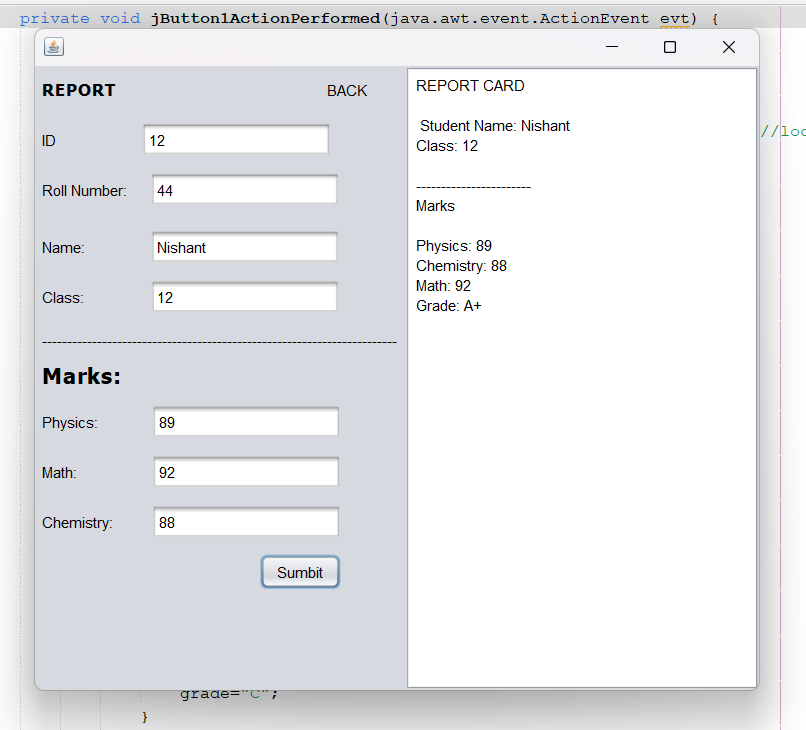 private void jButton1ActionPerformed(java.awt.event.ActionEvent evt) {
REPORT
BACK
ID 12
Roll Number: 44
Name: Nishant
Class: 12
-----------------------------------------------------------------------
Marks:
Physics: 89
Math: 92
Chemistry: 88
Sumbit
REPORT CARD
Student Name: Nishant
Class: 12
-----------------------
Marks
Physics: 89
Chemistry: 88
Math: 92
Grade: A+
grade="C";
}